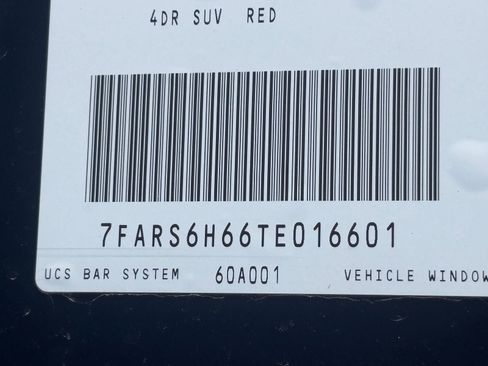 4DR SUV RED
7FARS6H66TE016601
UCS BAR SYSTEM 60A001 VEHICLE WINDOW